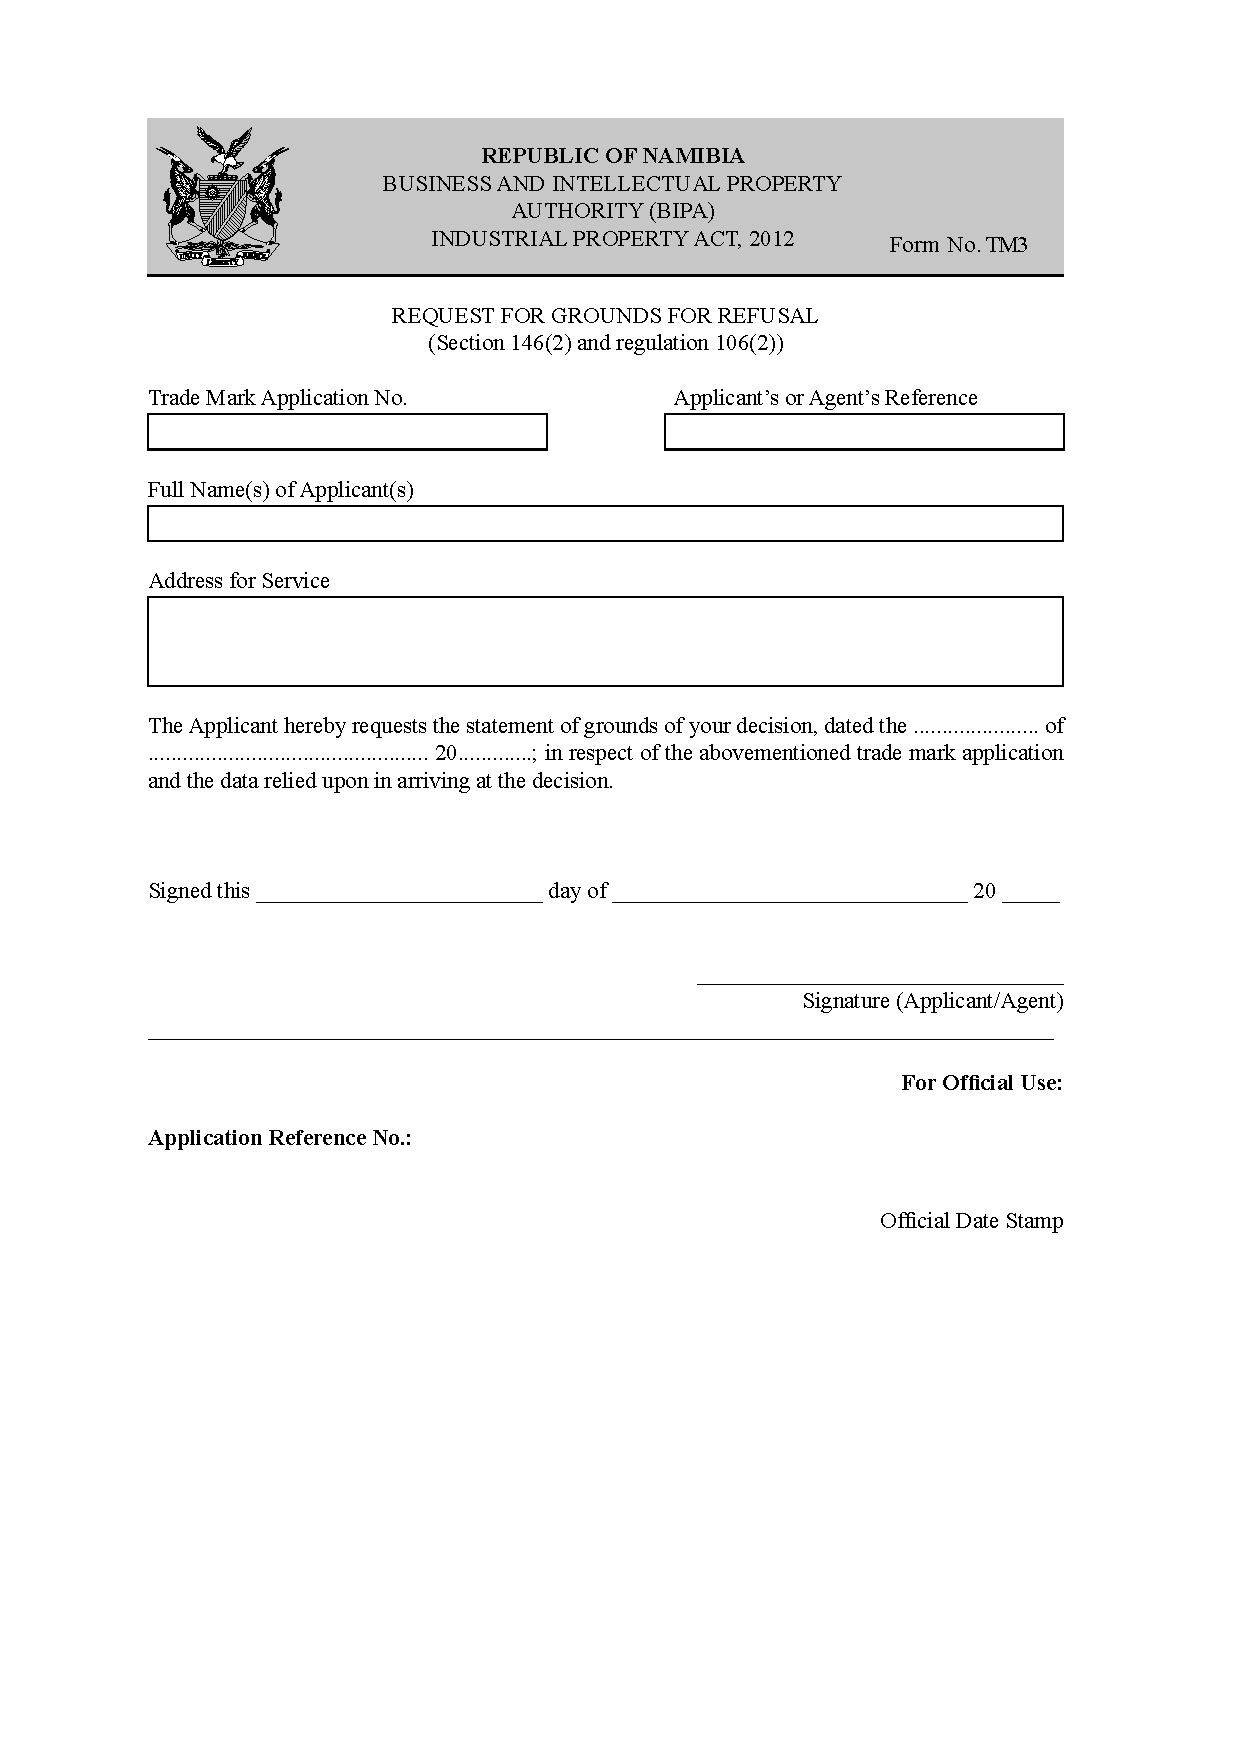 REPUBLIC OF NAMIBIA
BUSINESS AND INTELLECTUAL PROPERTY
AUTHORITY (BIPA)
INDUSTRIAL PROPERTY ACT, 2012
Form No. TM3
REQUEST FOR GROUNDS FOR REFUSAL
(Section 146(2) and regulation 106(2))
Trade Mark Application No.
Applicant’s or Agent’s Reference
Full Name(s) of Applicant(s)
Address for Service
The Applicant hereby requests the statement of grounds of your decision, dated the ...................... of
................................................. 20.............; in respect of the abovementioned trade mark application
and the data relied upon in arriving at the decision.
Signed this _________________________ day of _______________________________ 20 _____
Signature (Applicant/Agent)
For Official Use:
Application Reference No.:
Official Date Stamp